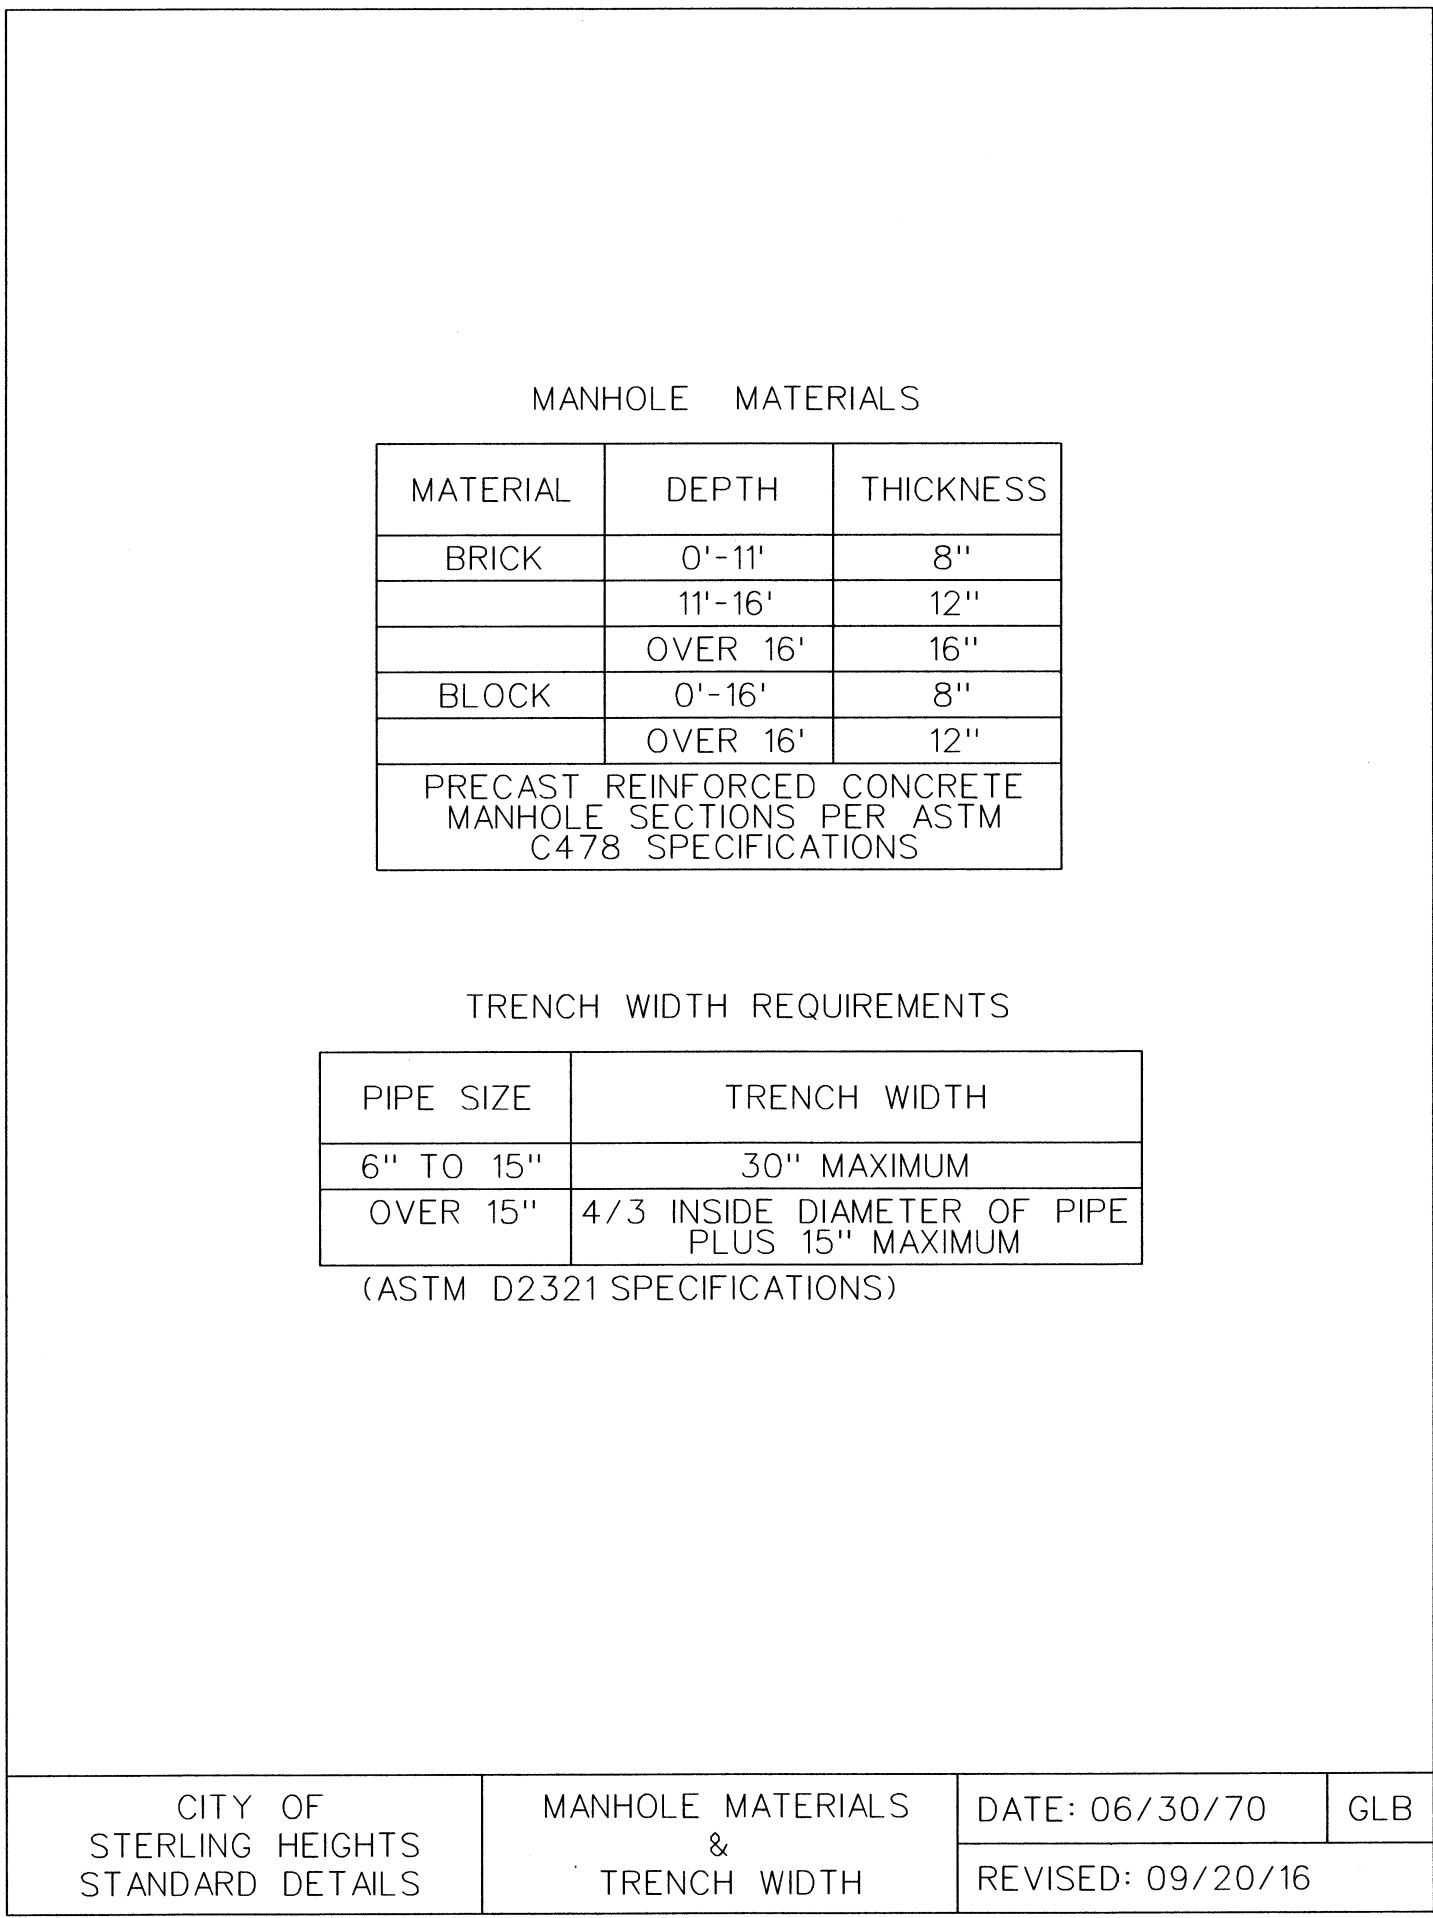 MANHOLE MATERIALS
MATERIAL DEPTH THICKNESS
BRICK 0'-11' 8"
11'-16' 12"
OVER 16' 16"
BLOCK 0'-16' 8"
OVER 16' 12"
PRECAST REINFORCED CONCRETE
MANHOLE SECTIONS PER ASTM
C478 SPECIFICATIONS
TRENCH WIDTH REQUIREMENTS
PIPE SIZE TRENCH WIDTH
6" TO 15" 30" MAXIMUM
OVER 15" 4/3 INSIDE DIAMETER OF PIPE
PLUS 15" MAXIMUM
(ASTM D2321 SPECIFICATIONS)
CITY OF
STERLING HEIGHTS
STANDARD DETAILS
MANHOLE MATERIALS
&
TRENCH WIDTH
DATE: 06/30/70
GLB
REVISED: 09/20/16